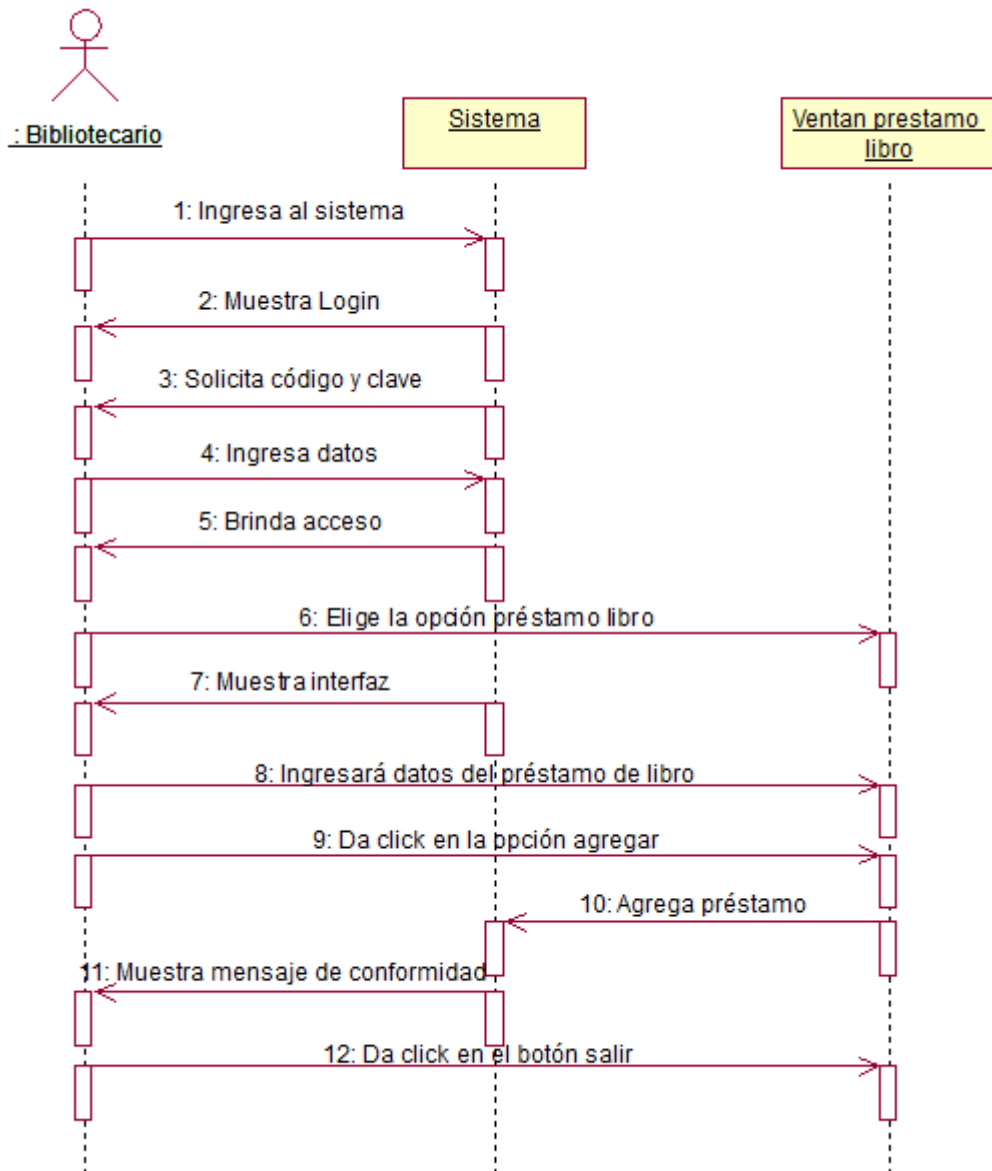 : Bibliotecario
Sistema
Ventan prestamo
libro
1: Ingresa al sistema
2: Muestra Login
3: Solicita código y clave
4: Ingresa datos
5: Brinda acceso
6: Elige la opción préstamo libro
7: Muestra interfaz
8: Ingresará datos del préstamo de libro
9: Da click en la opción agregar
10: Agrega préstamo
11: Muestra mensaje de conformidad
12: Da click en el botón salir